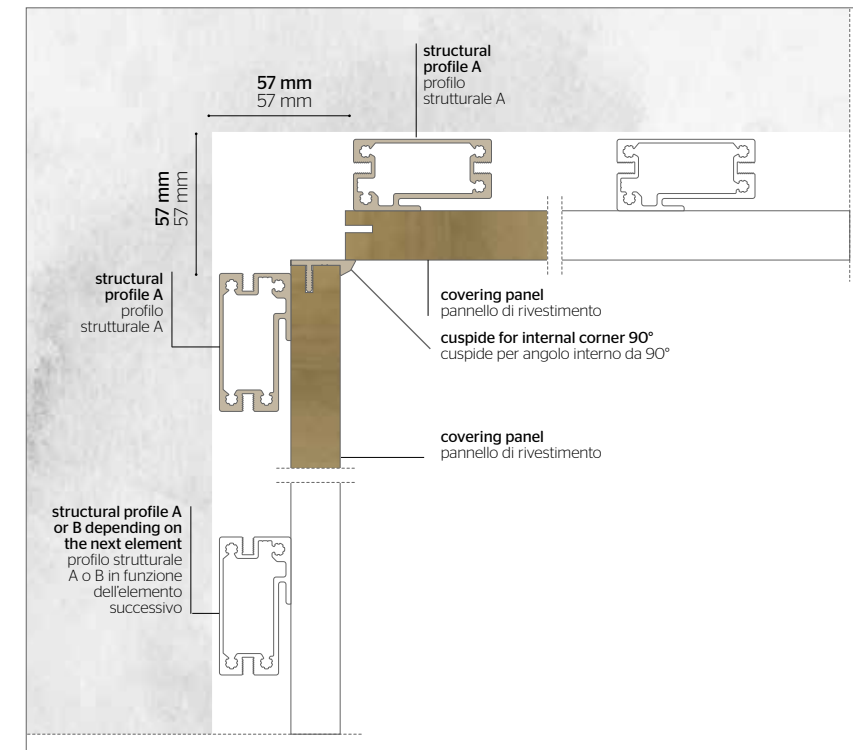 structural
profile A
profilo
strutturale A
57 mm
57 mm
57 mm
57 mm
structural
profile A
profilo
strutturale A
covering panel
pannello di rivestimento
cuspide for internal corner 90°
cuspide per angolo interno da 90°
covering panel
pannello di rivestimento
structural profile A
or B depending on
the next element
profilo strutturale
A o B in funzione
dell'elemento
successivo